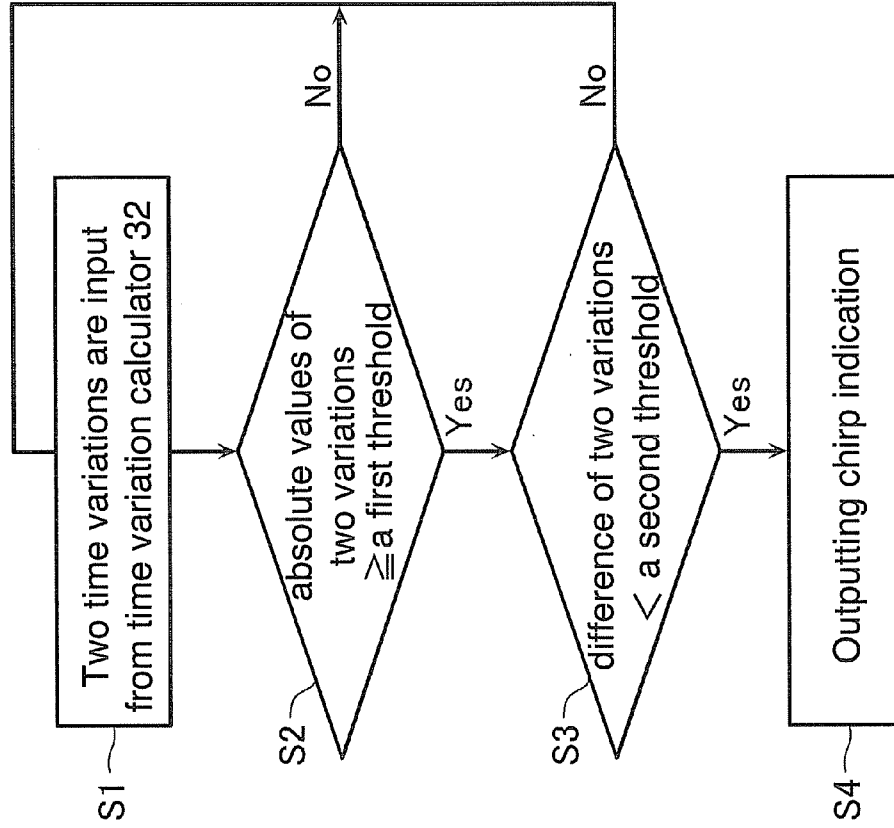 S1
Two time variations are input
from time variation calculator 32
S2
absolute values of
two variations
≧a first threshold
No
Yes
S3
difference of two variations
< a second threshold
No
Yes
S4
Outputting chirp indication